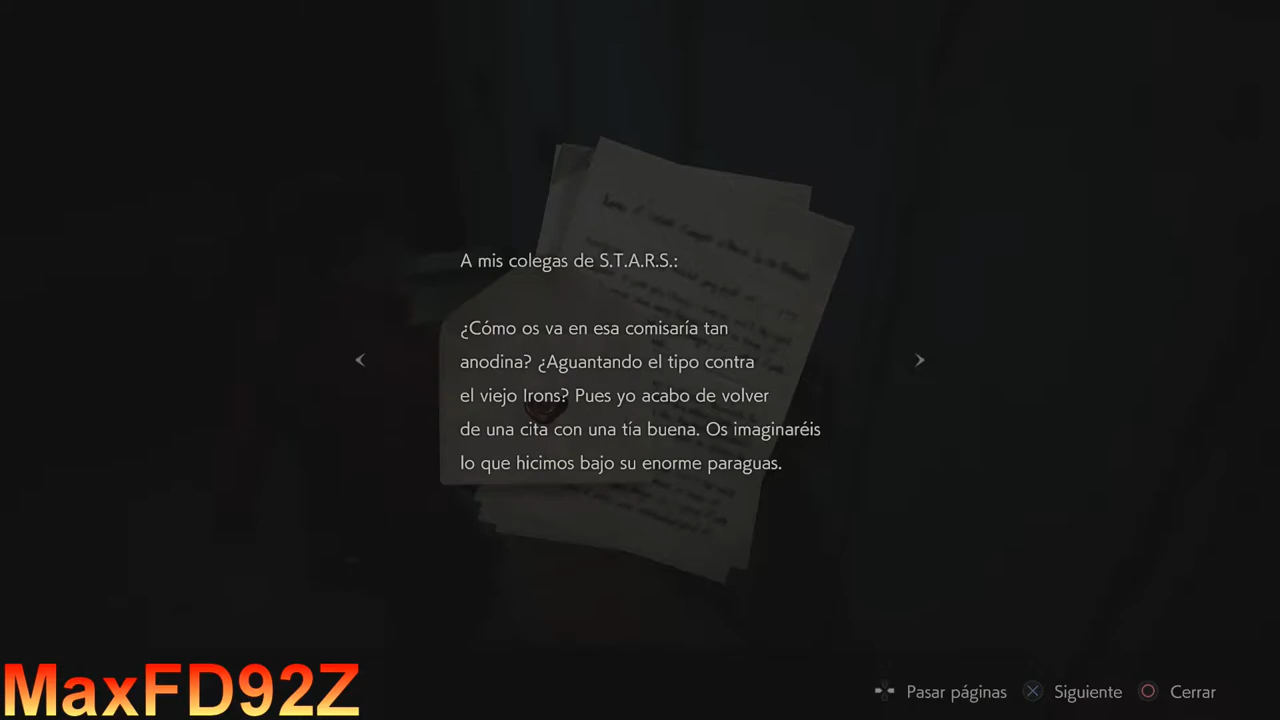 A mis colegas de S.T.A.R.S.:
¿Cómo os va en esa comisaría tan
anodina? ¿Aguantando el tipo contra
el viejo Irons? Pues yo acabo de volver
de una cita con una tía buena. Os imaginaréis
lo que hicimos bajo su enorme paraguas.
MaxFD92Z
Pasar páginas Siguiente Cerrar